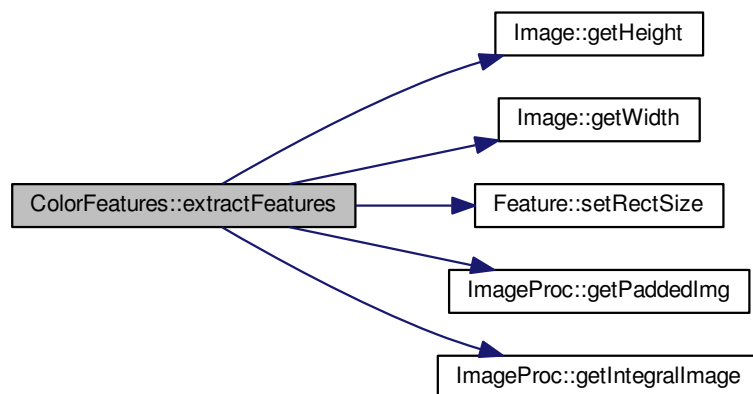 Image::getHeight
Image::getWidth
ColorFeatures::extractFeatures
Feature::setRectSize
ImageProc::getPaddedImg
ImageProc::getIntegralImage